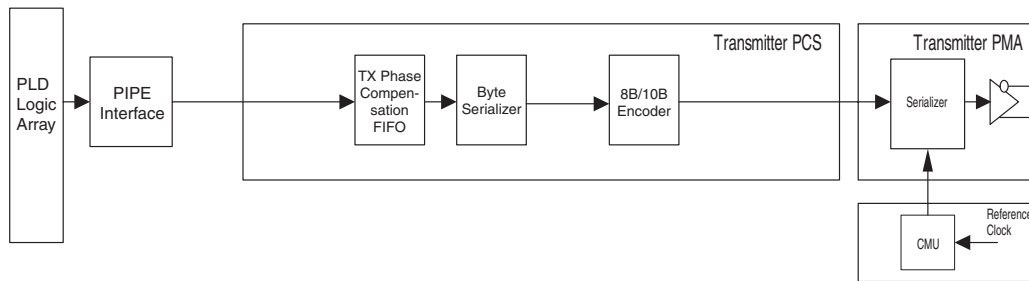 Transmitter PCS
Transmitter PMA
PLD
Logic
Array
PIPE
Interface
TX Phase
Compen-
sation
FIFO
Byte
Serializer
8B/10B
Encoder
Serializer
CMU
Reference
Clock